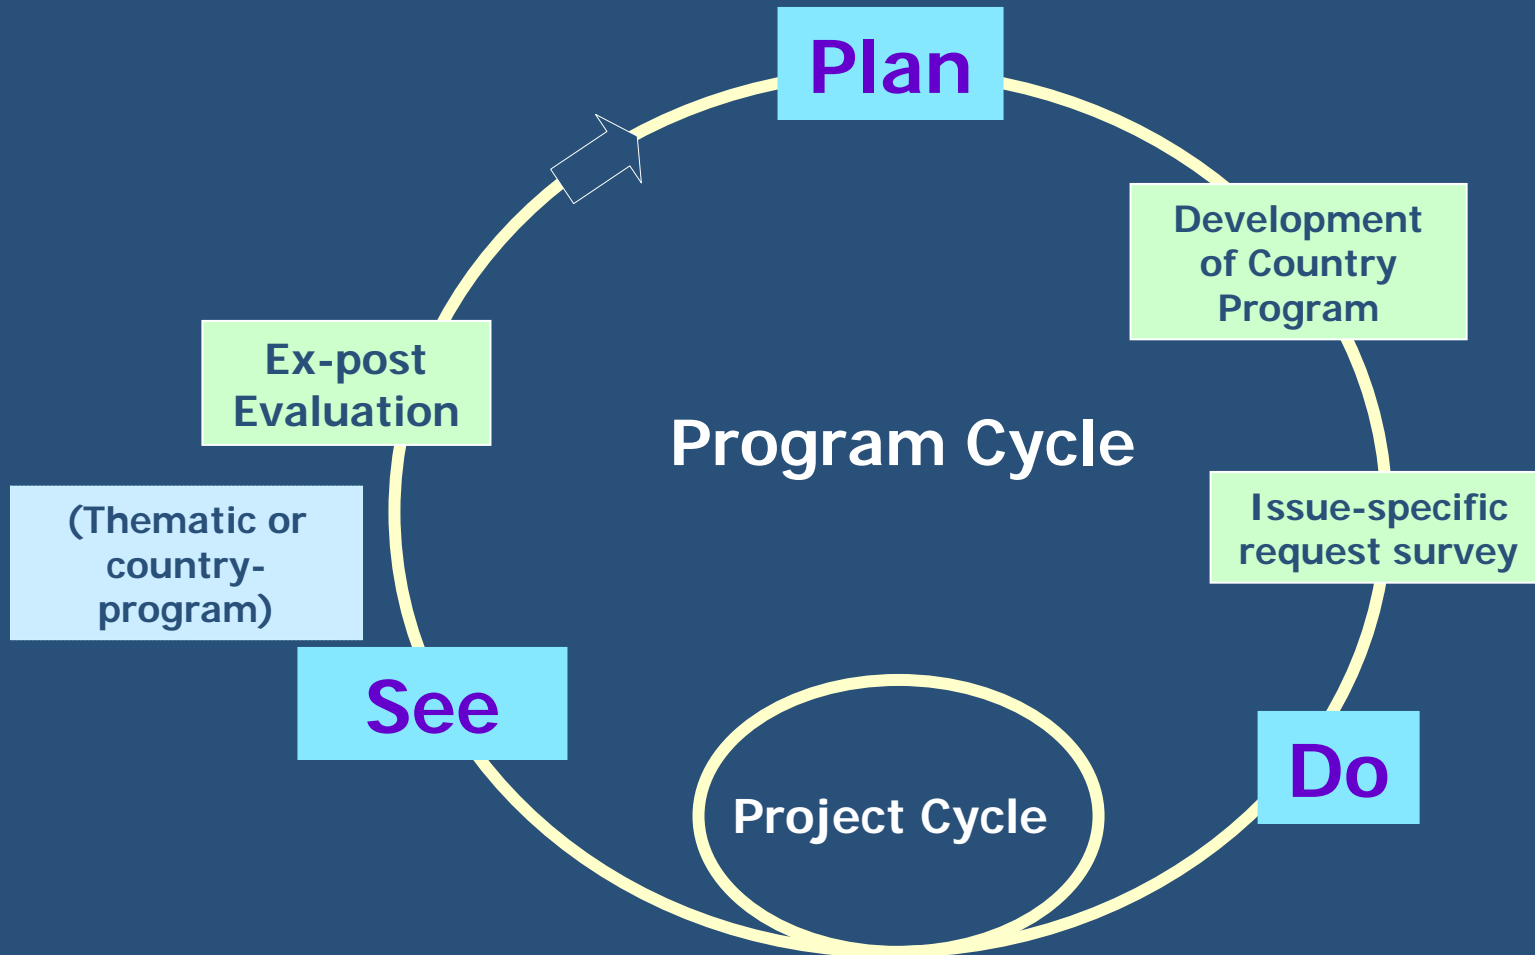 Plan
Development
of Country
Program
Ex-post
Evaluation
Program Cycle
Issue-specific
request survey
(Thematic or
country-
program)
See
Do
Project Cycle